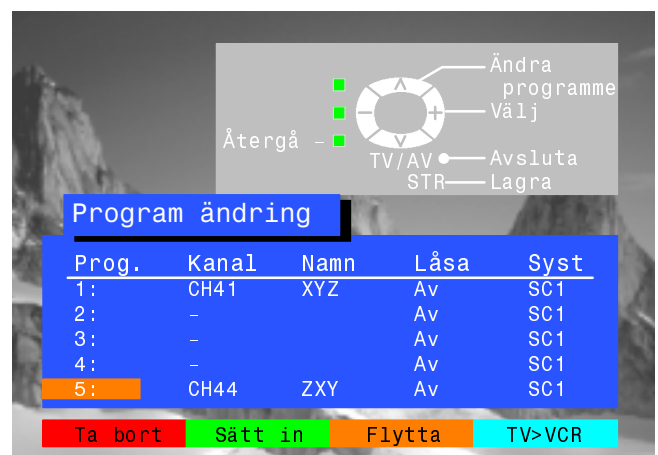 Ändra
programme
Välj
Återgå –
TV/AV Avsluta
STR Lagra
Program ändring
Prog. Kanal Namn Låsa Syst
1: CH41 XYZ Av SC1
2: – Av SC1
3: – Av SC1
4: – Av SC1
5: CH44 ZXY Av SC1
Ta bort Sätt in Flytta TV>VCR